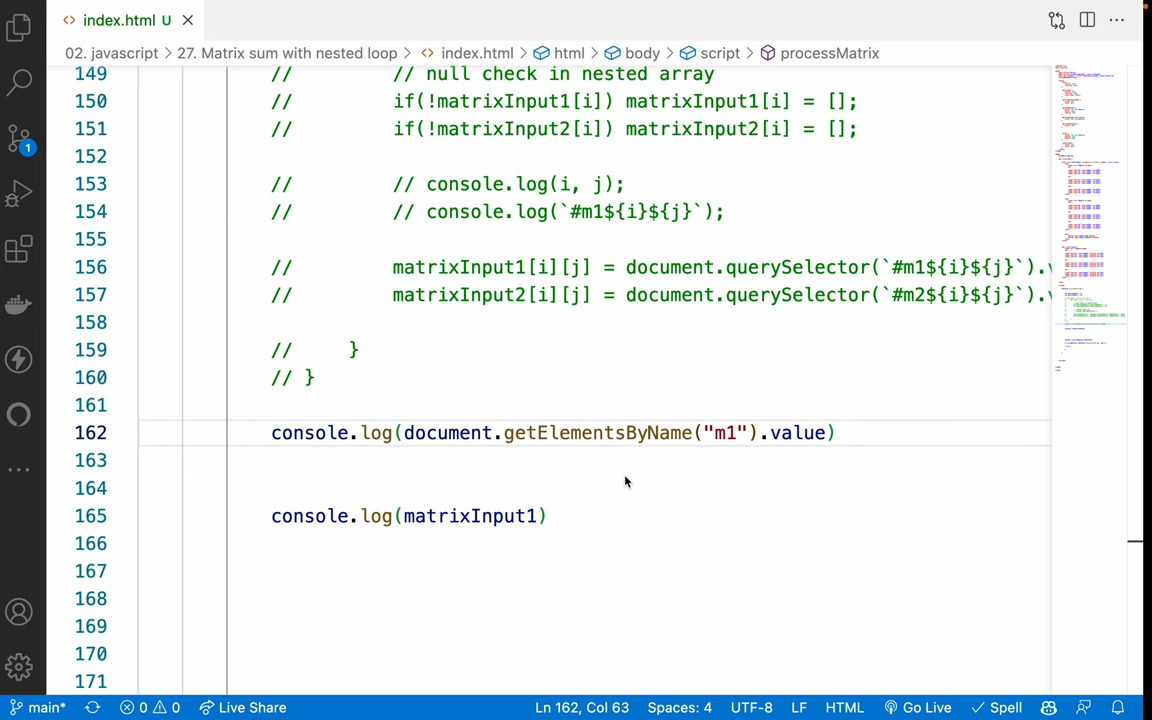 index.html U
02. javascript > 27. Matrix sum with nested loop > index.html > html > body > script > processMatrix
149 // // null check in nested array
150 // if(!matrixInput1[i]) matrixInput1[i] = [];
151 // if(!matrixInput2[i]) matrixInput2[i] = [];
152
153 // // console.log(i, j);
154 // // console.log(`#m1${i}${j}`);
155
156 // matrixInput1[i][j] = document.querySelector(`#m1${i}${j}`).v
157 // matrixInput2[i][j] = document.querySelector(`#m2${i}${j}`).v
158
159 // }
160 // }
161
162 console.log(document.getElementsByName("m1").value)
163
164
165 console.log(matrixInput1)
166
167
168
169
170
171
1
main* 0 0 Live Share Ln 162, Col 63 Spaces: 4 UTF-8 LF HTML Go Live Spell